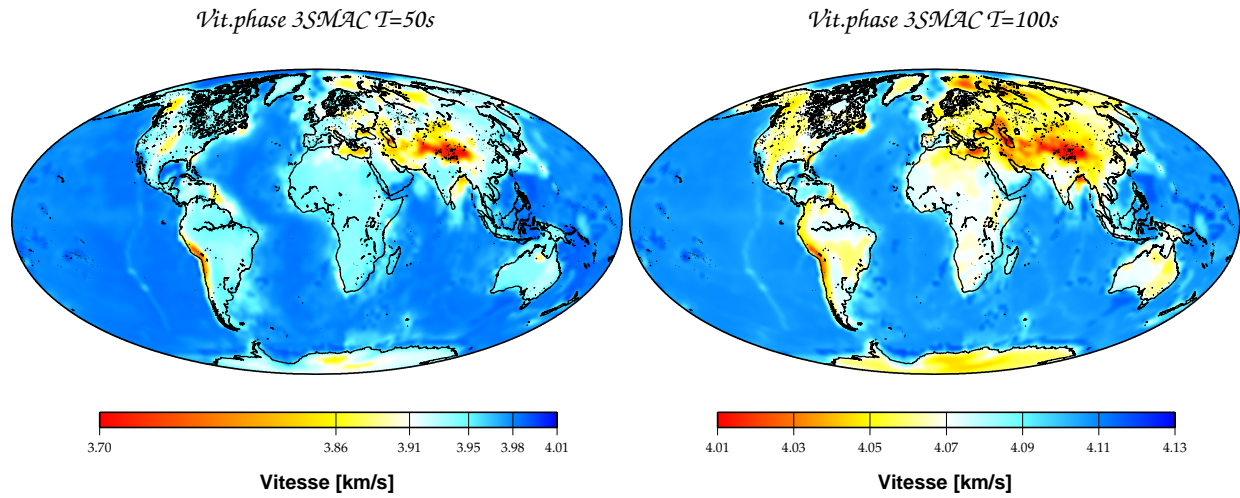 Vit.phase 3SMAC T=50s
Vit.phase 3SMAC T=100s
3.70 3.86 3.91 3.95 3.98 4.01
Vitesse [km/s]
4.01 4.03 4.05 4.07 4.09 4.11 4.13
Vitesse [km/s]